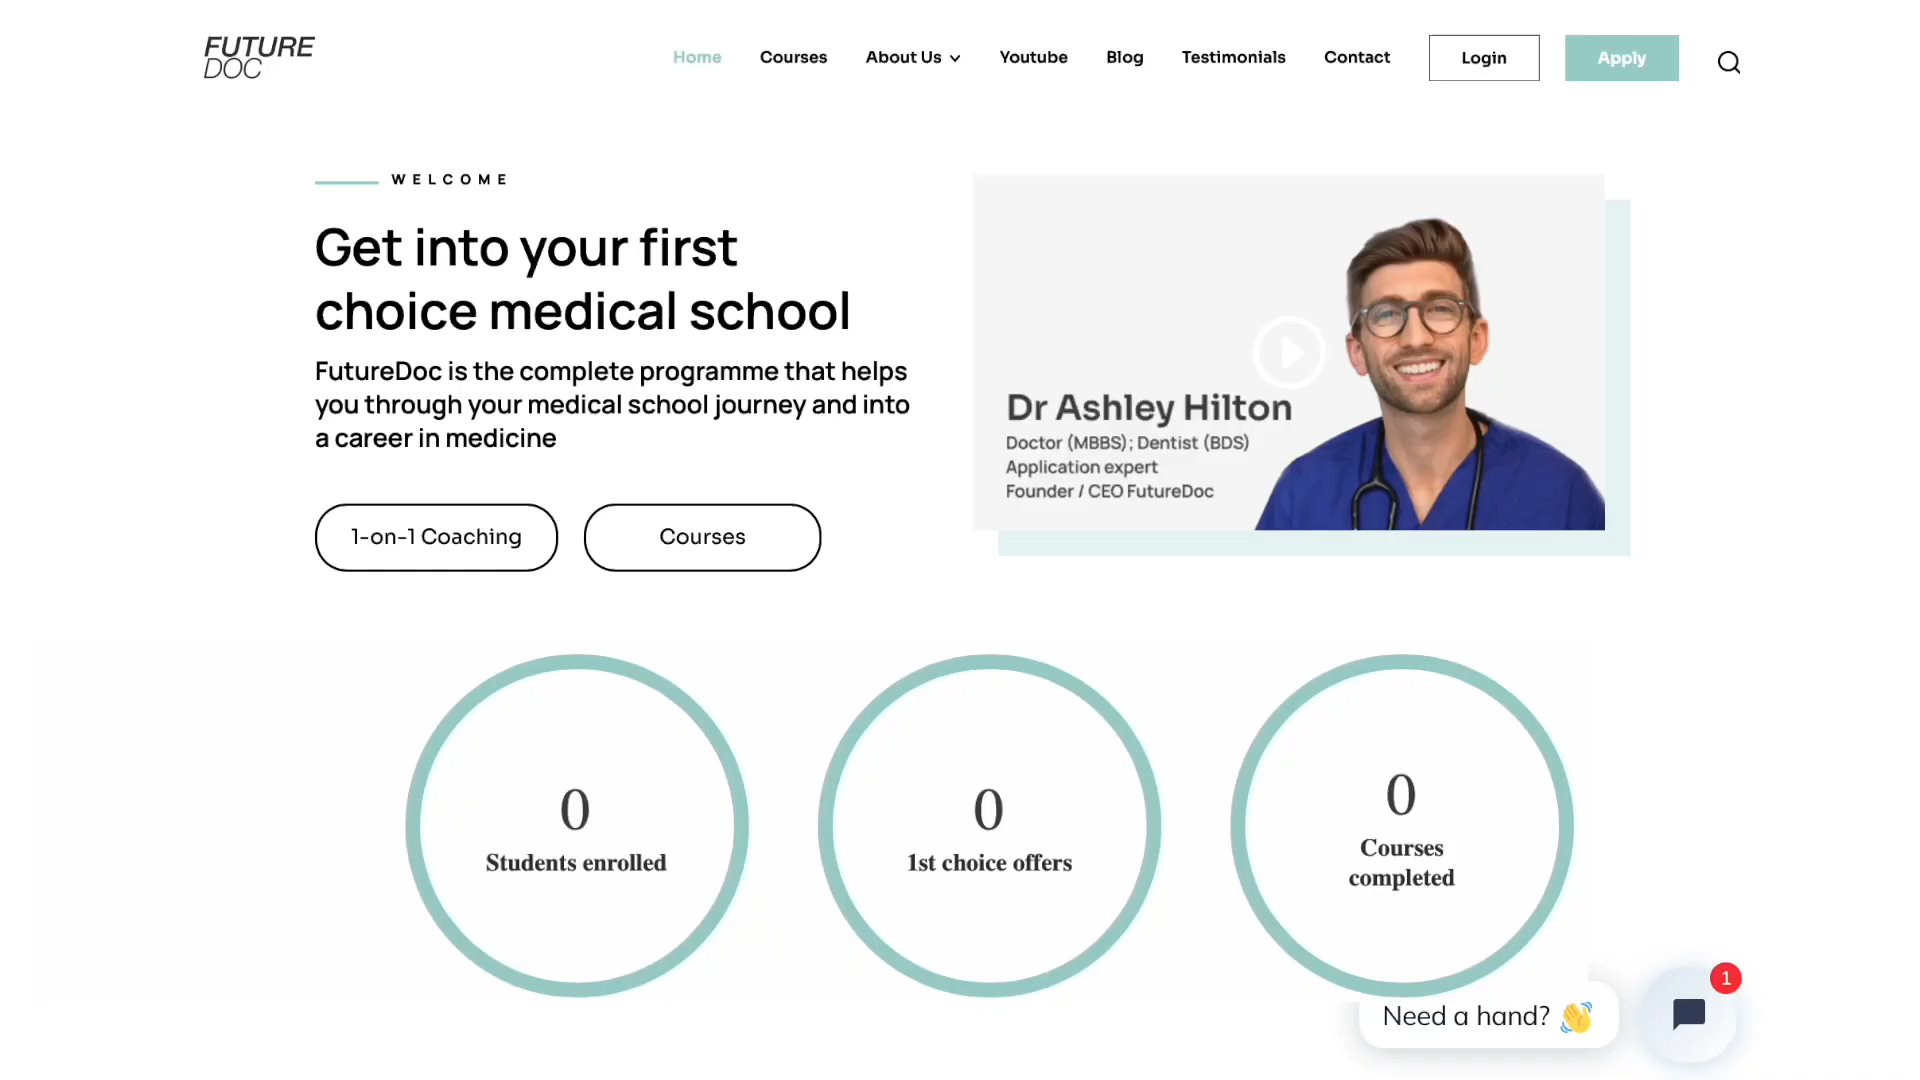 FUTURE
DOC
Home
Courses
About Us
Youtube
Blog
Testimonials
Contact
Login
Apply
WELCOME
Get into your first
choice medical school
FutureDoc is the complete programme that helps
you through your medical school journey and into
a career in medicine
1-on-1 Coaching
Courses
Dr Ashley Hilton
Doctor (MBBS); Dentist (BDS)
Application expert
Founder / CEO FutureDoc
0
Students enrolled
0
1st choice offers
0
Courses
completed
Need a hand? 👋
1